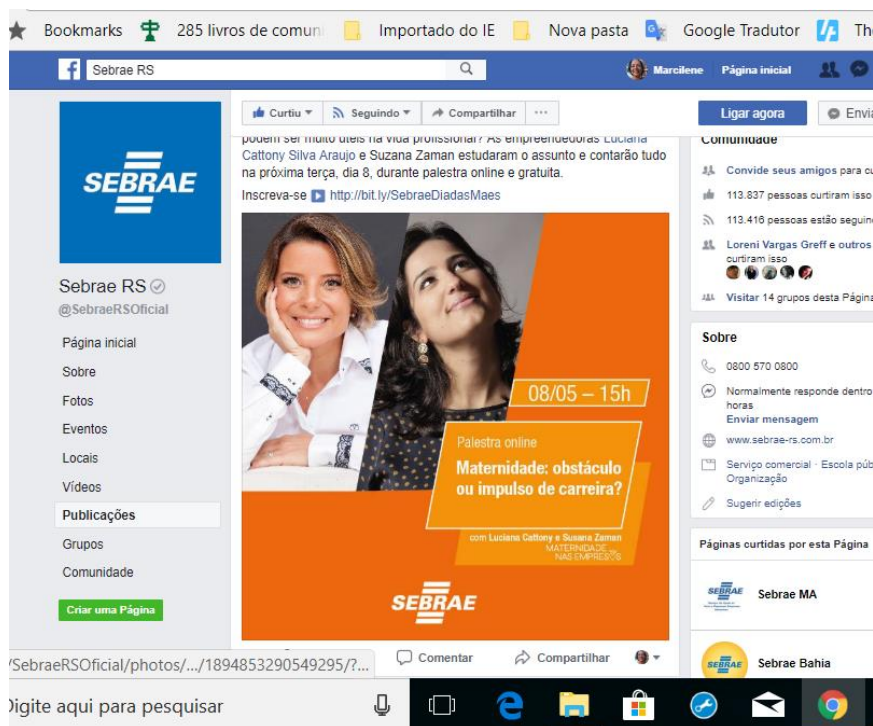 Bookmarks 285 livros de comuni Importado do IE Nova pasta Google Tradutor Th
Sebrae RS Marcilene Página inicial
SEBRAE
Sebrae RS
@SebraeRSOficial
Página inicial
Sobre
Fotos
Eventos
Locais
Vídeos
Publicações
Grupos
Comunidade
Criar uma Página
Curtiu Seguindo Compartilhar ... Ligar agora Envia
podem ser muito úteis na vida profissional? As empreendedoras Luciana
Cattony Silva Araujo e Suzana Zaman estudaram o assunto e contarão tudo
na próxima terça, dia 8, durante palestra online e gratuita.
Inscreva-se http://bit.ly/SebraeDiadasMaes
08/05 – 15h
Palestra online
Maternidade: obstáculo
ou impulso de carreira?
com Luciana Cattony e Susana Zaman
MATERNIDADE
NAS EMPRESAS
SEBRAE
Comentar Compartilhar
Comunidade
Convide seus amigos para cu
113.837 pessoas curtiram isso
113.416 pessoas estão seguind
Loreni Vargas Greff e outros
curtiram isso
Visitar 14 grupos desta Página
Sobre
0800 570 0800
Normalmente responde dentro
horas
Enviar mensagem
www.sebrae-rs.com.br
Serviço comercial · Escola púb
Organização
Sugerir edições
Páginas curtidas por esta Página
SEBRAE
Sebrae MA
SEBRAE
Sebrae Bahia
/SebraeRSOficial/photos/.../1894853290549295/?...
Digite aqui para pesquisar